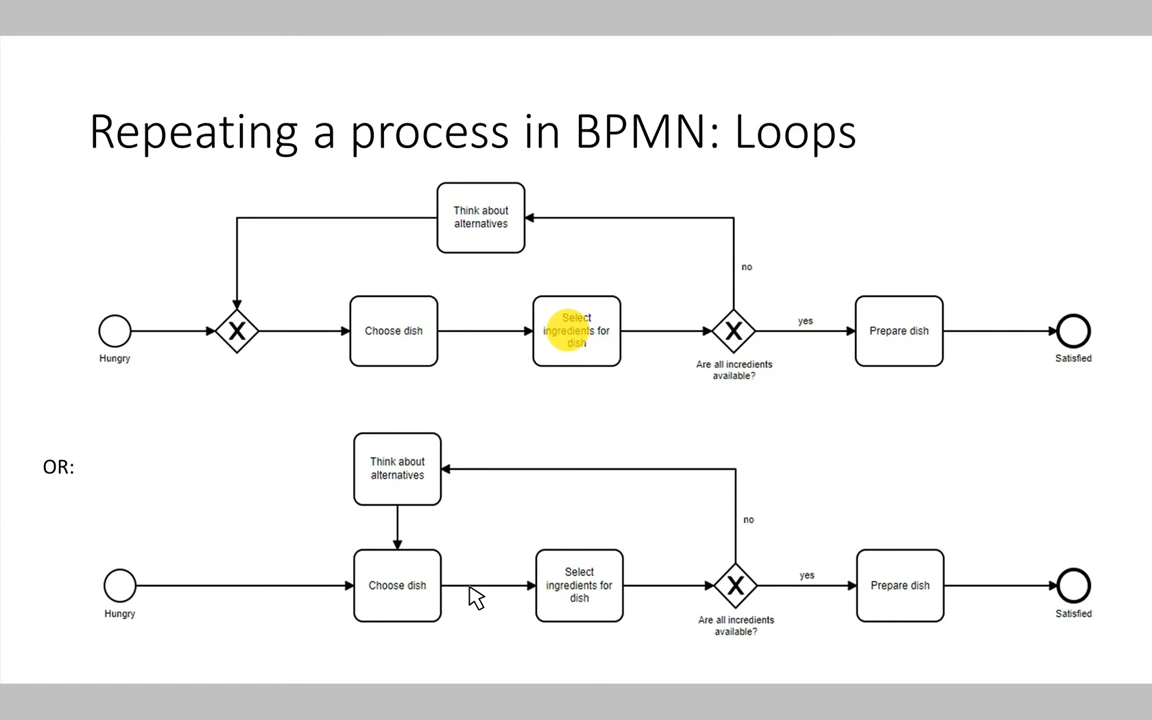 Repeating a process in BPMN: Loops
Think about
alternatives
no
Hungry
X
Choose dish
Select
ingredients for
dish
X
Are all incredients
available?
yes
Prepare dish
Satisfied
OR:
Think about
alternatives
no
Hungry
Choose dish
Select
ingredients for
dish
X
Are all incredients
available?
yes
Prepare dish
Satisfied